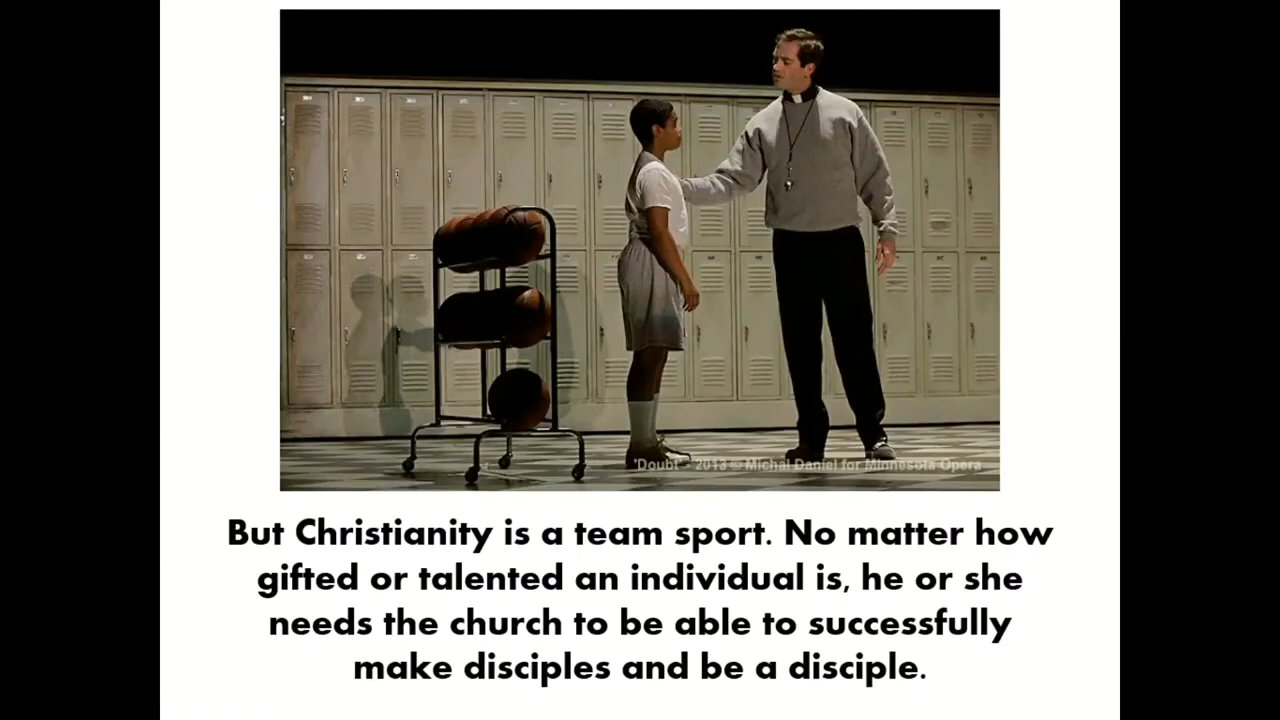 'Doubt' - 2013 © Michal Daniel for Minnesota Opera
But Christianity is a team sport. No matter how
gifted or talented an individual is, he or she
needs the church to be able to successfully
make disciples and be a disciple.